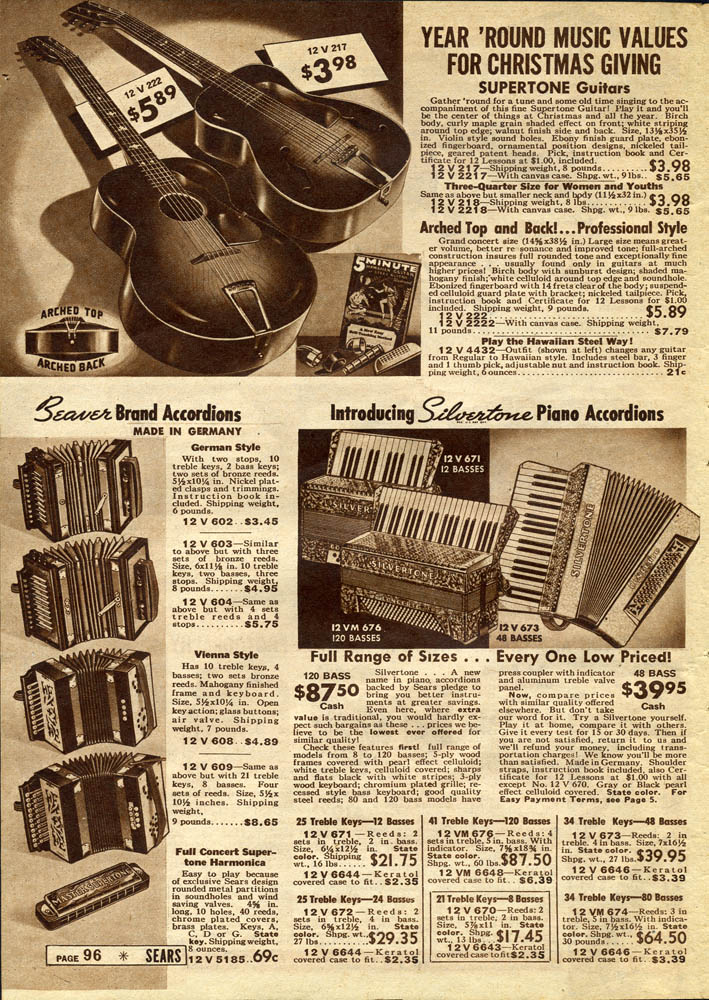 YEAR 'ROUND MUSIC VALUES
FOR CHRISTMAS GIVING
SUPERTONE Guitars
Gather 'round for a tune and some old time singing to the ac-
companiment of this fine Supertone Guitar! Play it and you'll
be the center of things at Christmas and all the year. Birch
body, curly maple grain shaded effect on front; white striping
around top edge; walnut finish side and back. Size, 13⅛x35½
in. Violin style sound holes. Ebony finish guard plate, ebon-
ized fingerboard, ornamental position designs, nickeled tail-
piece, geared patent heads. Pick, instruction book and Cer-
tificate for 12 Lessons at $1.00, included.
12 V 217—Shipping weight, 8 pounds..........$3.98
12 V 2217—With canvas case. Shpg. wt., 9 lbs.. $5.65
Three-Quarter Size for Women and Youths
Same as above but smaller neck and body (11½x32 in.)
12 V 218—Shipping weight, 8 lbs..........$3.98
12 V 2218—With canvas case. Shpg. wt., 9 lbs. $5.65
12 V 222
$5.89
12 V 217
$3.98
5 MINUTE
ARCHED TOP
ARCHED BACK
Arched Top and Back!...Professional Style
Grand concert size (14⅝x38½ in.) Large size means great-
er volume, better resonance and improved tone; full-arched
construction insures full rounded tone and exceptionally fine
appearance . . . usually found only in guitars at much
higher prices! Birch body with sunburst design; shaded ma-
hogany finish; white celluloid around top edge and soundhole.
Ebonized fingerboard with 14 frets clear of the body; suspend-
ed celluloid guard plate with bracket; nickeled tailpiece. Pick,
instruction book and Certificate for 12 Lessons for $1.00
included. Shipping weight, 9 pounds.
12 V 222..............................$5.89
12 V 2222—With canvas case. Shipping weight,
11 pounds..............................$7.79
Play the Hawaiian Steel Way!
12 V 4432—Outfit (shown at left) changes any guitar
from Regular to Hawaiian style. Includes steel bar, 3 finger
and 1 thumb pick, adjustable nut and instruction book. Ship-
ping weight, 6 ounces..............................21c
Beaver Brand Accordions
MADE IN GERMANY
German Style
With two stops, 10
treble keys, 2 bass keys;
two sets of bronze reeds.
5½x10¼ in. Nickel plat-
ed clasps and trimmings.
Instruction book in-
cluded. Shipping weight,
6 pounds.
12 V 602..$3.45
12 V 603—Similar
to above but with three
sets of bronze reeds.
Size, 6x11⅛ in. 10 treble
keys, two basses, three
stops. Shipping weight,
8 pounds.......$4.95
12 V 604—Same as
above but with 4 sets
treble reeds and 4
stops..........$5.75
Vienna Style
Has 10 treble keys, 4
basses; two sets bronze
reeds. Mahogany finished
frame and keyboard.
Size, 5½x10¼ in. Open
key action; glass buttons;
air valve. Shipping
weight, 7 pounds.
12 V 608..$4.89
12 V 609—Same as
above but with 21 treble
keys, 8 basses. Four
sets of reeds. Size, 5½x
10½ inches. Shipping
weight,
9 pounds.......$8.65
Full Concert Super-
tone Harmonica
Easy to play because
of exclusive Sears design
rounded metal partitions
in soundholes and wind
saving valves. 4⅝ in.
long, 10 holes, 40 reeds,
chrome plated covers,
brass plates. Keys, A,
C, D or G. State
key. Shipping weight,
8 ounces.
12 V 5185..69c
PAGE 96 * SEARS
Introducing Silvertone Piano Accordions
12 V 671
12 BASSES
SILVER
SILVERTONE
SILVERTONE
12 VM 676
120 BASSES
12 V 673
48 BASSES
Full Range of Sizes . . . Every One Low Priced!
120 BASS
$87.50
Cash
Silvertone . . . A new
name in piano accordions
backed by Sears pledge to
bring you better instru-
ments at greater savings.
Even here, where extra
value is traditional, you would hardly ex-
pect such bargains as these . . . prices we be-
lieve to be the lowest ever offered for
similar quality!
Check these features first! full range of
models from 8 to 120 basses; 5-ply wood
frames covered with pearl effect celluloid;
white treble keys, celluloid covered; sharps
and flats black with white stripes; 3-ply
wood keyboard; chromium plated grille; re-
cessed style bass keyboard; good quality
steel reeds; 80 and 120 bass models have
press coupler with indicator
and aluminum treble valve
panel.
Now, compare prices
with similar quality offered
elsewhere. But don't take
our word for it. Try a Silvertone yourself.
Play it at home, compare it with others.
Give it every test for 15 or 30 days. Then if
you are not satisfied, return it to us and
we'll refund your money, including trans-
portation charges! We know you'll be more
than satisfied. Made in Germany. Shoulder
straps, instruction book included, also Cer-
tificate for 12 Lessons at $1.00 with all
except No. 12 V 670. Gray or Black pearl
effect celluloid covered. State color. For
Easy Payment Terms, see Page 5.
48 BASS
$39.95
Cash
25 Treble Keys—12 Basses
12 V 671—Reeds: 2
sets in treble, 2 in bass.
Size, 6¼x12½ in. State
color. Shipping
wt., 16 lbs....$21.75
12 V 6644—Keratol
covered case to fit..$2.35
25 Treble Keys—24 Basses
12 V 672—Reeds: 2
sets in treble, 4 in bass.
Size, 6⅝x12½ in. State
color. Shpg. wt.,
27 lbs.......$29.35
12 V 6644—Keratol
covered case to fit..$2.35
41 Treble Keys—120 Basses
12 VM 676—Reeds: 4
sets in treble, 5 in. bass. With
indicator. Size, 7½x18¾ in.
State color.
Shpg. wt., 60 lbs.$87.50
12 VM 6648—Keratol
covered case to fit..$6.39
21 Treble Keys—8 Basses
12 V 670—Reeds: 2
sets in treble, 2 in bass.
Size, 5⅞x11 in. State
color. Shpg.
wt., 13 lbs...$17.45
12 V 6643—Keratol
covered case to fit$2.35
34 Treble Keys—48 Basses
12 V 673—Reeds: 2 in
treble. 4 in bass. Size, 7x16½
in. State color.
Shpg. wt., 27 lbs.$39.95
12 V 6646—Keratol
covered case to fit..$3.39
34 Treble Keys—80 Basses
12 VM 674—Reeds: 3 in
treble, 5 in bass. With indica-
tor. Size, 7½x16½ in. State
color. Shpg. wt.,
30 pounds.....$64.50
12 V 6646—Keratol
covered case to fit..$3.39